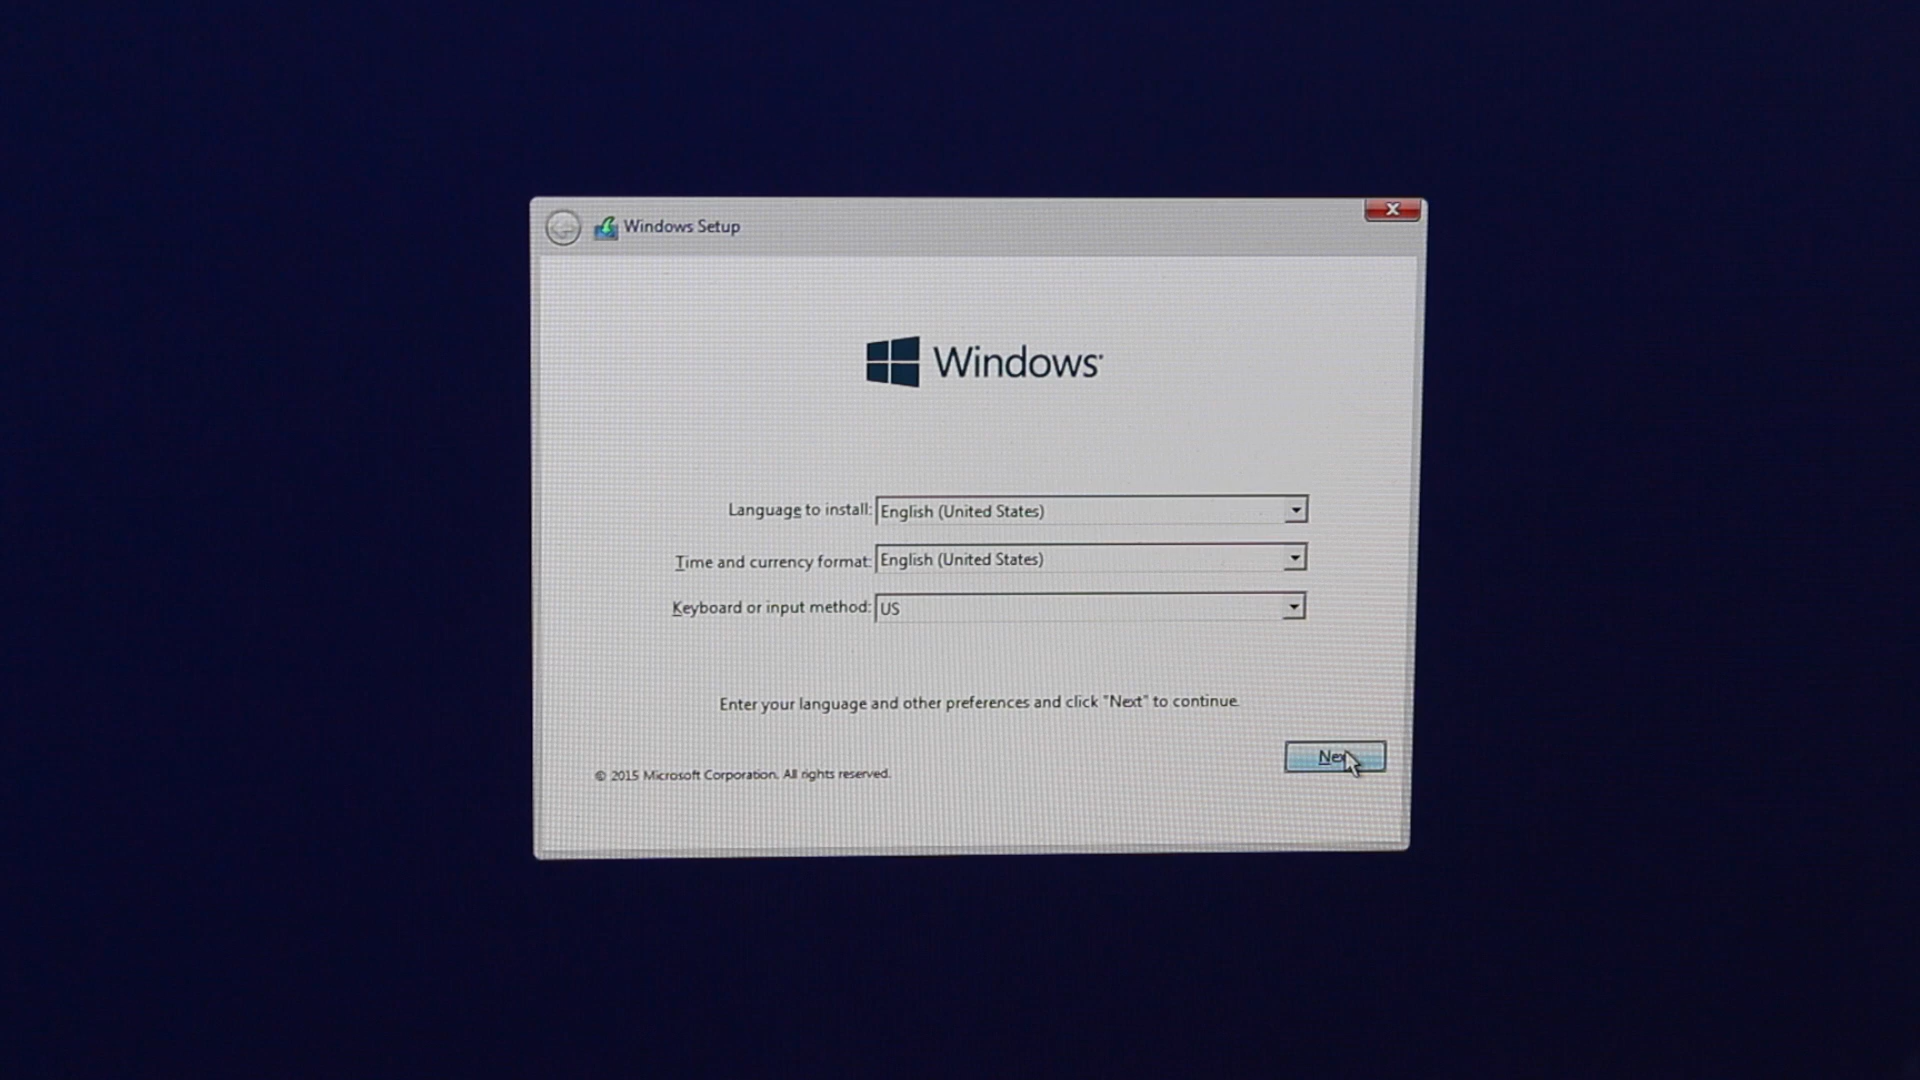 Windows Setup
Windows
Language to install: English (United States)
Time and currency format: English (United States)
Keyboard or input method: US
Enter your language and other preferences and click "Next" to continue.
Next
© 2015 Microsoft Corporation. All rights reserved.